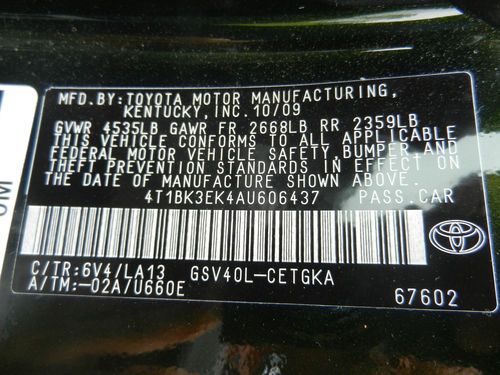 MFD.BY:TOYOTA MOTOR MANUFACTURING,
KENTUCKY, INC.10/09
GVWR 4535LB GAWR FR 2668LB RR 2359LB
THIS VEHICLE CONFORMS TO ALL APPLICABLE
FEDERAL MOTOR VEHICLE SAFETY, BUMPER AND
THEFT PREVENTION STANDARDS IN EFFECT ON
THE DATE OF MANUFACTURE SHOWN ABOVE.
4T1BK3EK4AU606437 PASS.CAR
C/TR:6V4/LA13 GSV40L-CETGKA
A/TM:-02A/U660E
67602